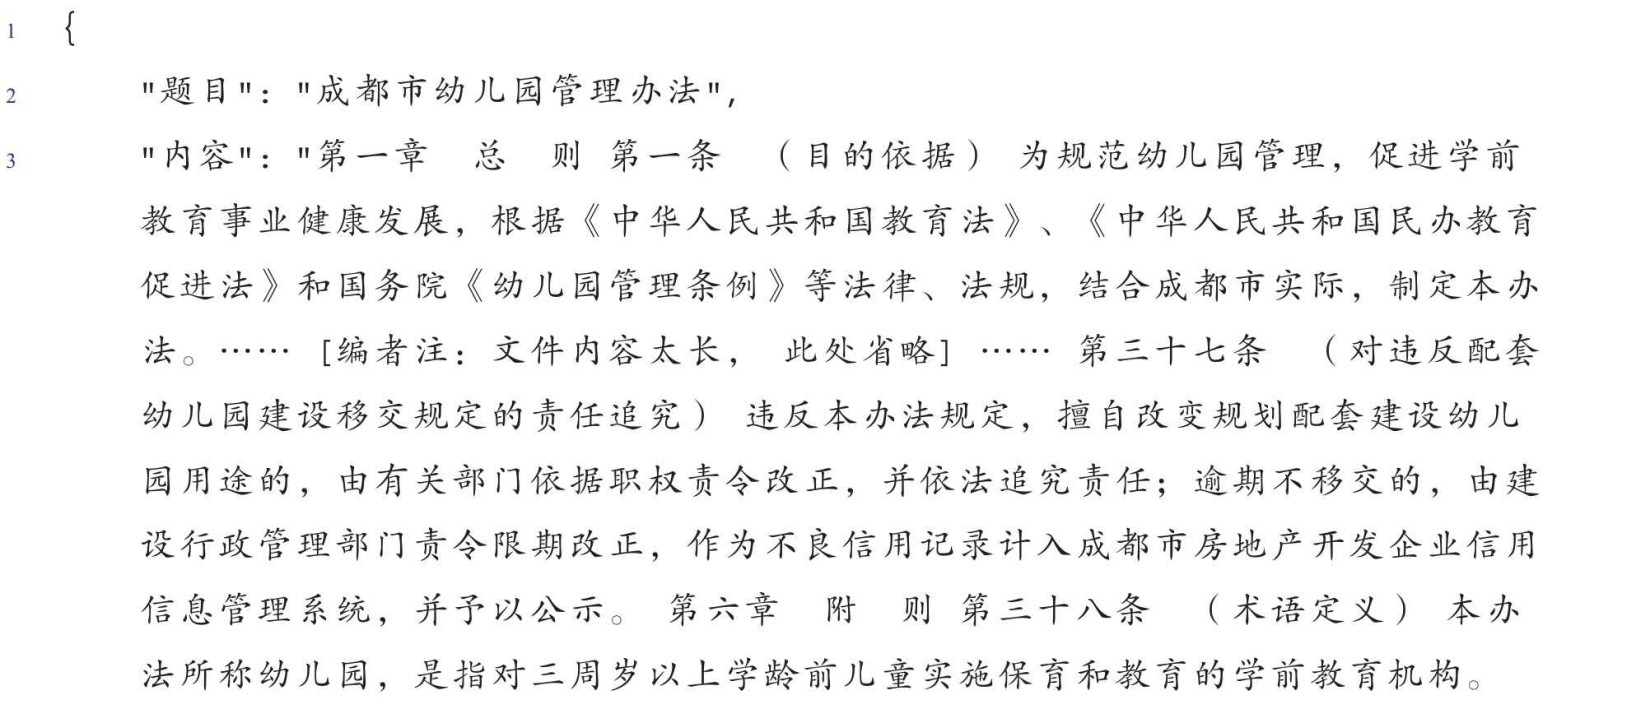 1 {
2 "题目": "成都市幼儿园管理办法",
3 "内容": "第一章　总　则 第一条　（目的依据） 为规范幼儿园管理，促进学前
教育事业健康发展，根据《中华人民共和国教育法》、《中华人民共和国民办教育
促进法》和国务院《幼儿园管理条例》等法律、法规，结合成都市实际，制定本办
法。…… [编者注: 文件内容太长， 此处省略] …… 第三十七条　（对违反配套
幼儿园建设移交规定的责任追究） 违反本办法规定，擅自改变规划配套建设幼儿
园用途的，由有关部门依据职权责令改正，并依法追究责任；逾期不移交的，由建
设行政管理部门责令限期改正，作为不良信用记录计入成都市房地产开发企业信用
信息管理系统，并予以公示。 第六章　附　则 第三十八条　（术语定义） 本办
法所称幼儿园，是指对三周岁以上学龄前儿童实施保育和教育的学前教育机构。